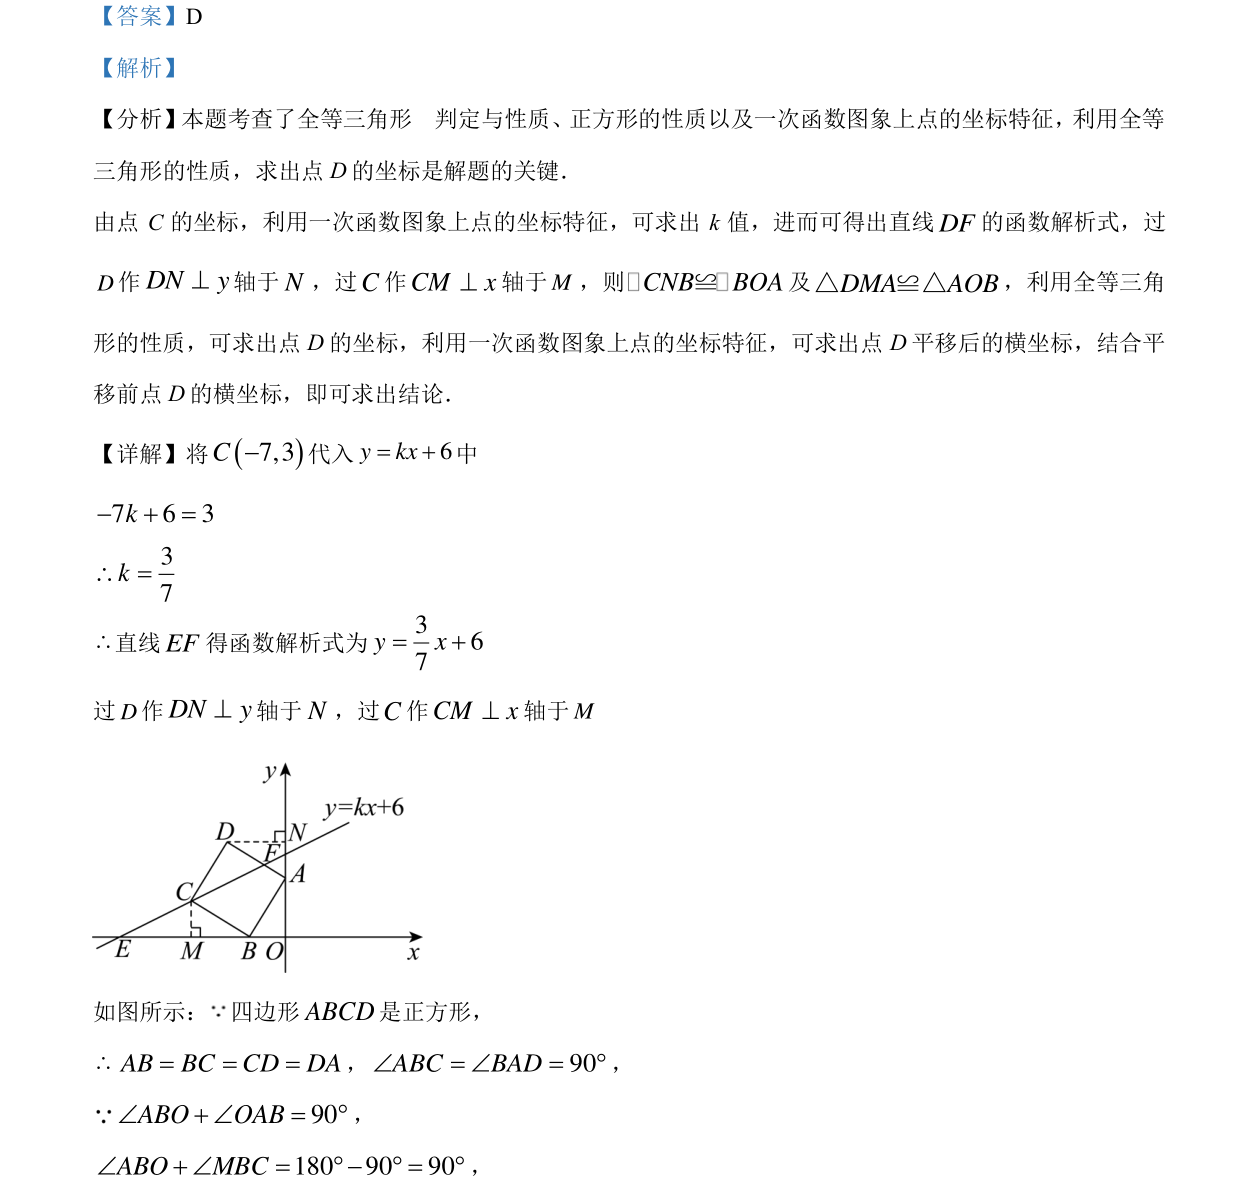 【答案】D
【解析】
【分析】本题考查了全等三角形 判定与性质、正方形的性质以及一次函数图象上点的坐标特征，利用全等
三角形的性质，求出点 D 的坐标是解题的关键．
由点 C 的坐标，利用一次函数图象上点的坐标特征，可求出 k 值，进而可得出直线 DF 的函数解析式，过
D 作 DN ⊥ y 轴于 N ，过 C 作 CM ⊥ x 轴于 M ，则□CNB≌□BOA 及 △DMA≌△AOB，利用全等三角
形的性质，可求出点 D 的坐标，利用一次函数图象上点的坐标特征，可求出点 D 平移后的横坐标，结合平
移前点 D 的横坐标，即可求出结论．
【详解】将 C(−7,3) 代入 y = kx + 6 中
−7k + 6 = 3
∴k = 3/7
∴直线 EF 得函数解析式为 y = 3/7 x + 6
过 D 作 DN ⊥ y 轴于 N ，过 C 作 CM ⊥ x 轴于 M
y
y=kx+6
D N
F
A
C
E M B O x
如图所示：∵四边形 ABCD 是正方形，
∴ AB = BC = CD = DA，∠ABC = ∠BAD = 90°，
∵∠ABO + ∠OAB = 90°，
∠ABO + ∠MBC = 180° − 90° = 90°，